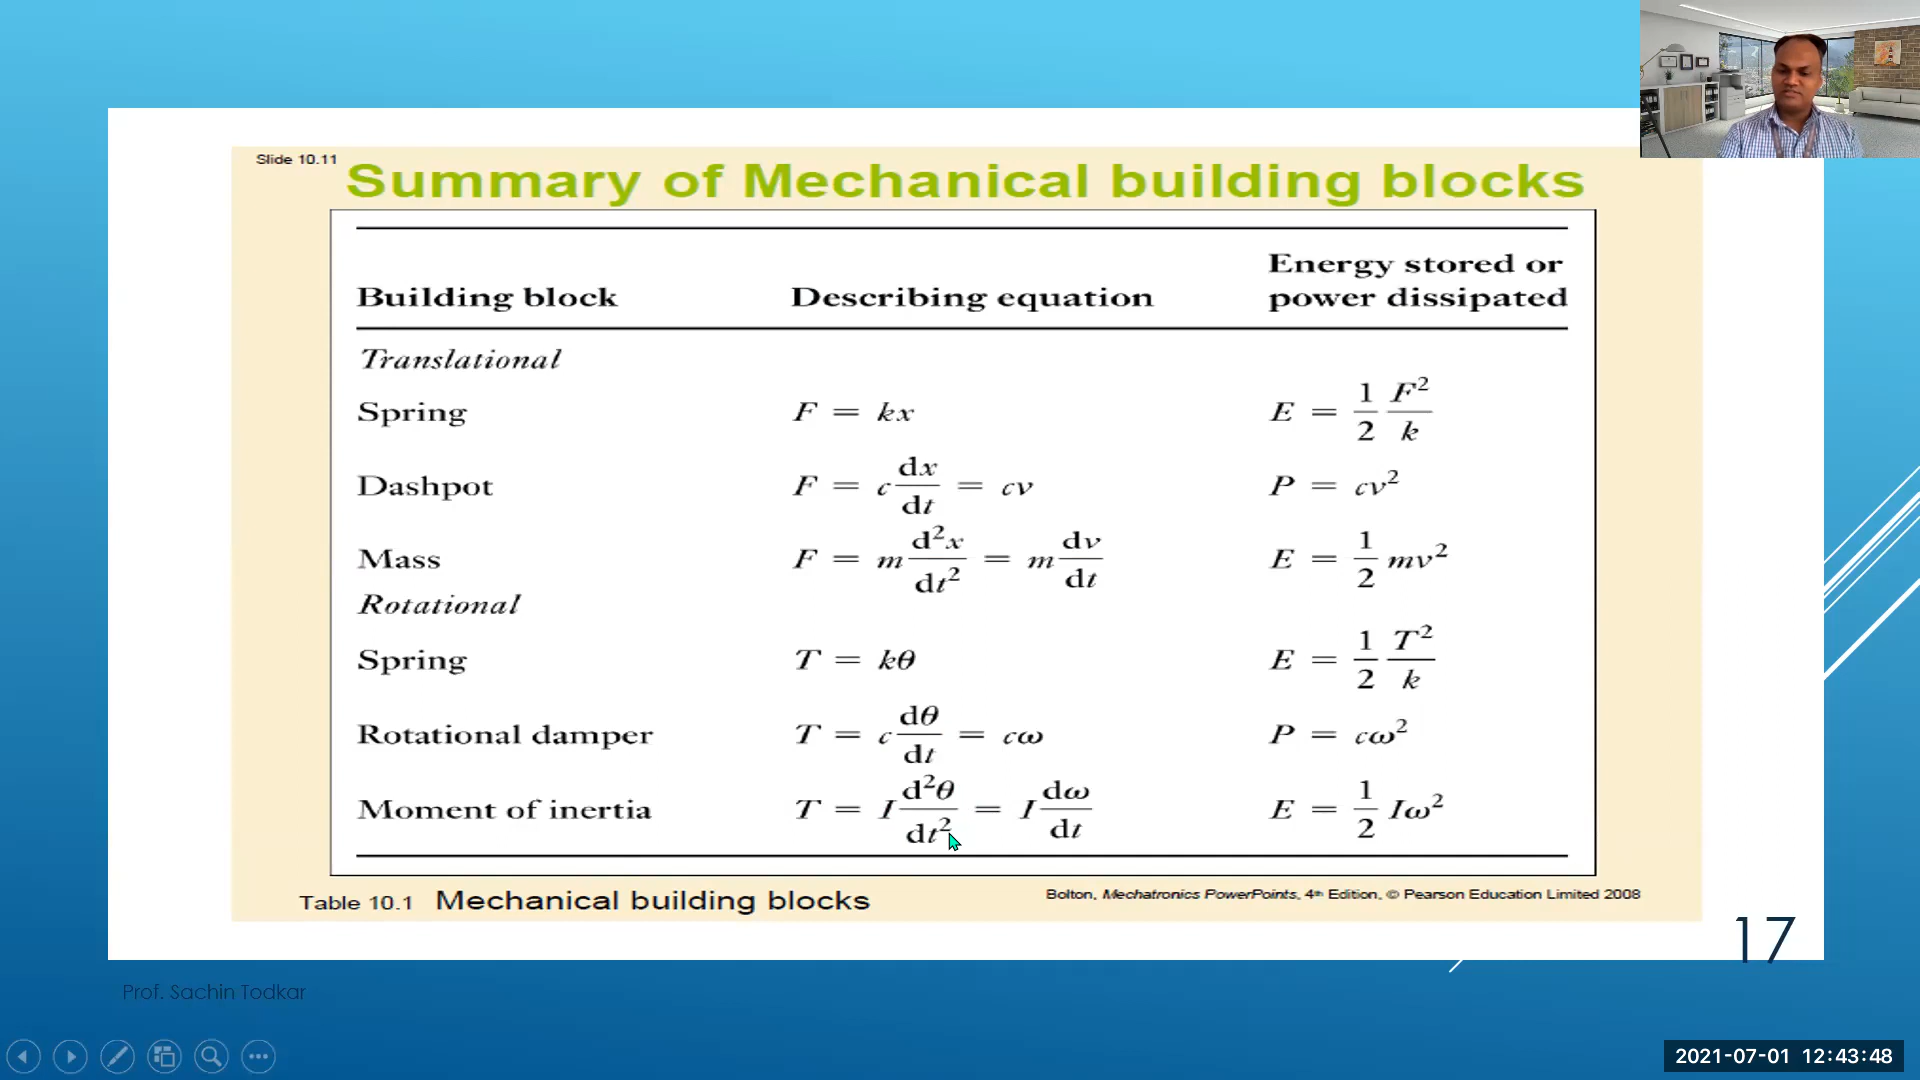 Slide 10.11
Summary of Mechanical building blocks
Building block Describing equation Energy stored or power dissipated
Translational
Spring F = kx E = 1/2 F²/k
Dashpot F = c dx/dt = cv P = cv²
Mass F = m d²x/dt² = m dv/dt E = 1/2 mv²
Rotational
Spring T = kθ E = 1/2 T²/k
Rotational damper T = c dθ/dt = cω P = cω²
Moment of inertia T = I d²θ/dt² = I dω/dt E = 1/2 Iω²
Table 10.1 Mechanical building blocks
Bolton, Mechatronics PowerPoints, 4th Edition, © Pearson Education Limited 2008
17
Prof. Sachin Todkar
2021-07-01 12:43:48